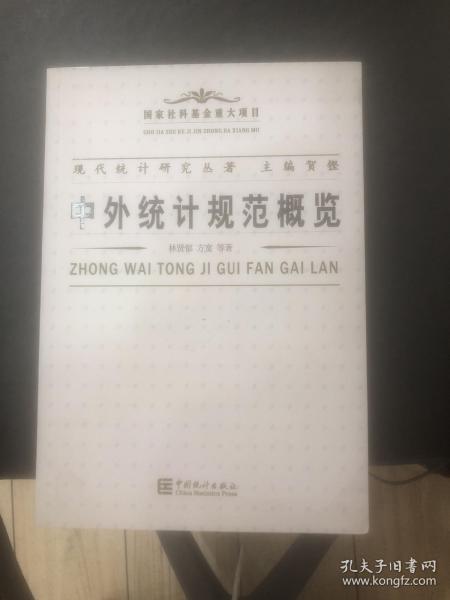 国家社科基金重大项目
GUO JIA SHE KE JI JIN ZHONG DA XIANG MU
现代统计研究丛著 主编 贺铿
中外统计规范概览
林贤郁 方宽 等著
ZHONG WAI TONG JI GUI FAN GAI LAN
中国统计出版社
China Statistics Press
孔夫子旧书网
www.kongfz.com